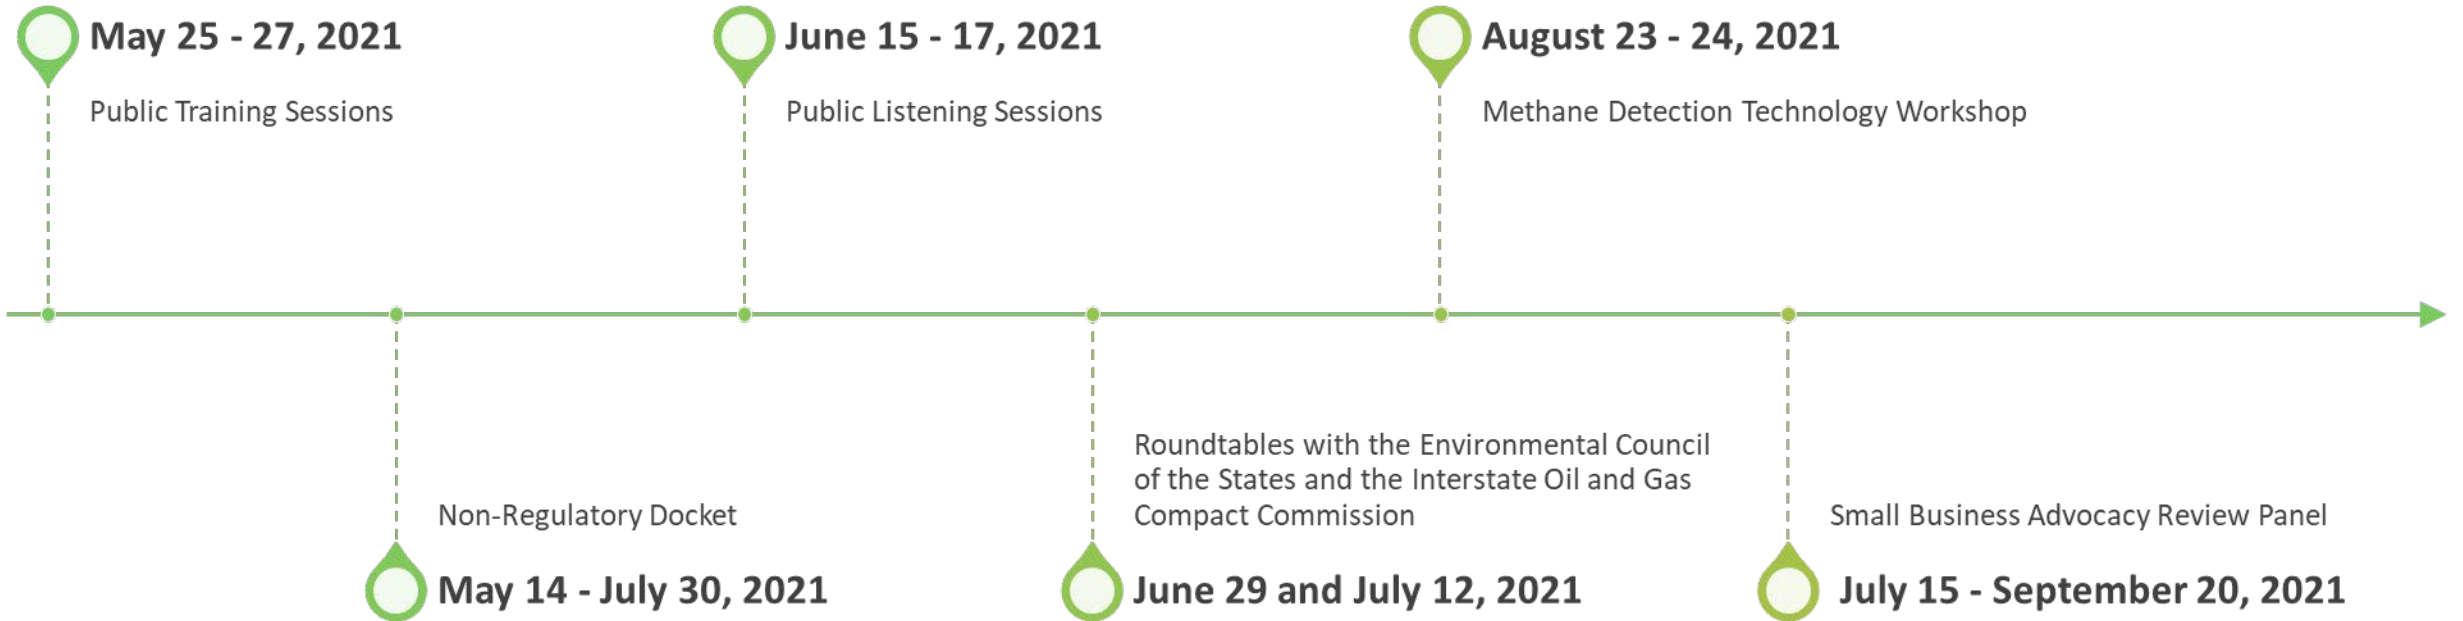 May 25 - 27, 2021
Public Training Sessions
June 15 - 17, 2021
Public Listening Sessions
August 23 - 24, 2021
Methane Detection Technology Workshop
Non-Regulatory Docket
May 14 - July 30, 2021
Roundtables with the Environmental Council
of the States and the Interstate Oil and Gas
Compact Commission
June 29 and July 12, 2021
Small Business Advocacy Review Panel
July 15 - September 20, 2021